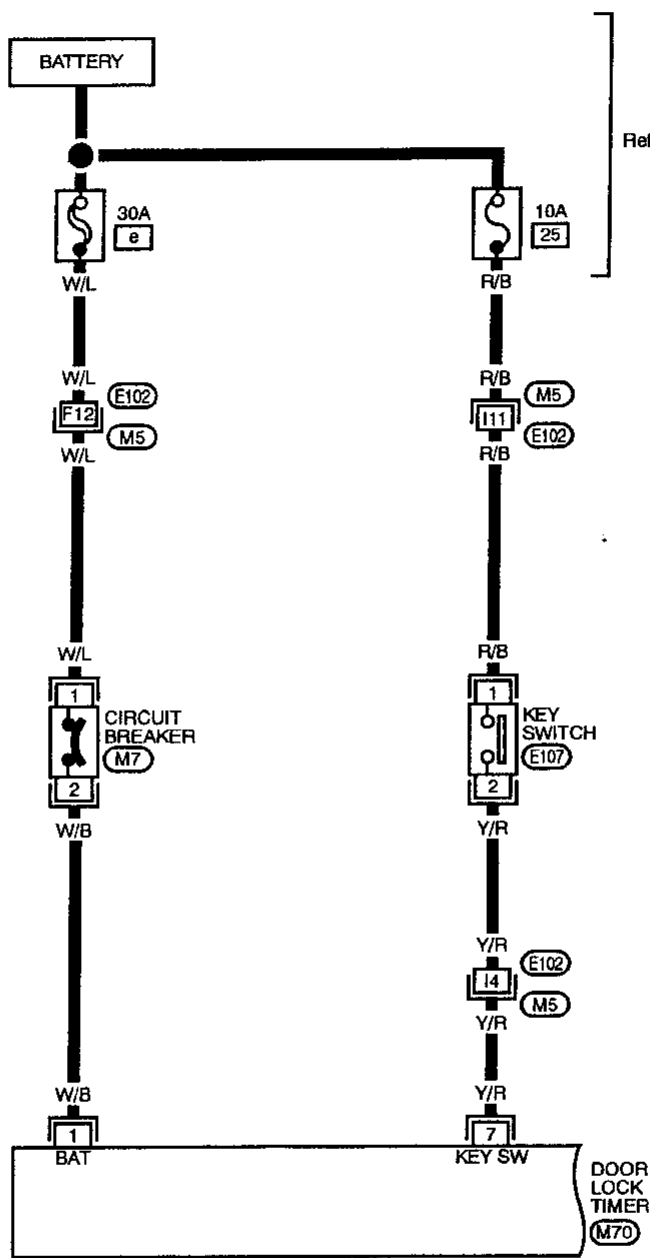 BATTERY
Ref
30A
e
10A
25
W/L
R/B
W/L
E102
R/B
M5
F12
I11
M5
E102
W/L
R/B
W/L
R/B
1
1
CIRCUIT
BREAKER
M7
KEY
SWITCH
E107
2
2
W/B
Y/R
Y/R
E102
I4
M5
Y/R
W/B
Y/R
1
7
BAT
KEY SW
DOOR
LOCK
TIMER
M70